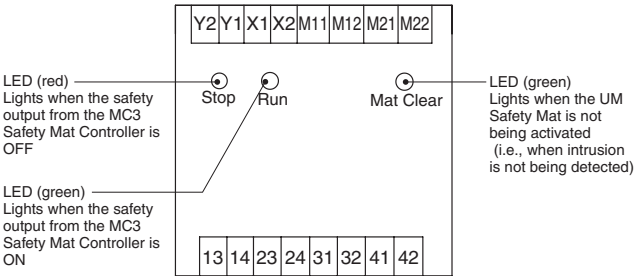 Y2 Y1 X1 X2 M11 M12 M21 M22
LED (red)
Lights when the safety
output from the MC3
Safety Mat Controller is
OFF
Stop
Run
Mat Clear
LED (green)
Lights when the UM
Safety Mat is not
being activated
(i.e., when intrusion
is not being detected)
LED (green)
Lights when the safety
output from the MC3
Safety Mat Controller is
ON
13 14 23 24 31 32 41 42